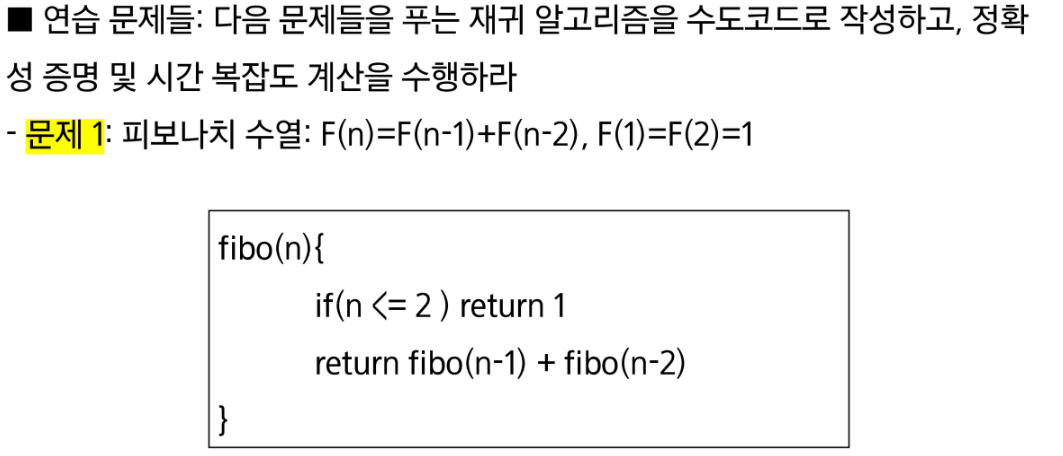 ■ 연습 문제들: 다음 문제들을 푸는 재귀 알고리즘을 수도코드로 작성하고, 정확
성 증명 및 시간 복잡도 계산을 수행하라
- 문제 1: 피보나치 수열: F(n)=F(n-1)+F(n-2), F(1)=F(2)=1
fibo(n){
if(n <= 2 ) return 1
return fibo(n-1) + fibo(n-2)
}